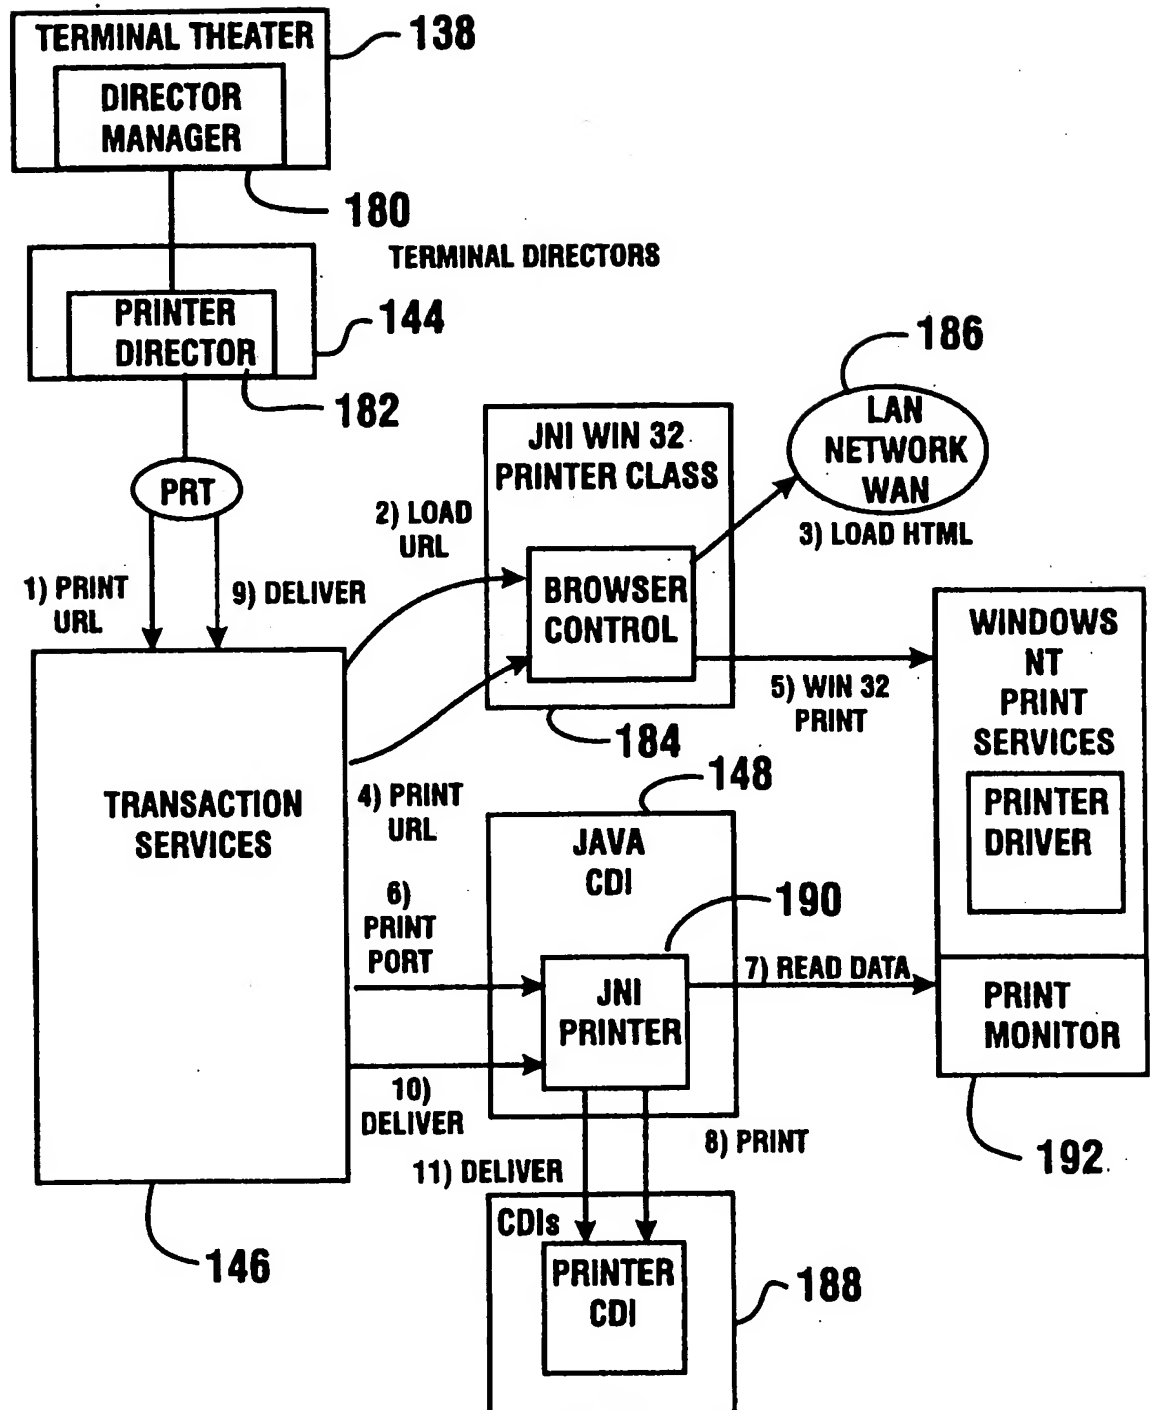 TERMINAL THEATER
138
DIRECTOR
MANAGER
180
TERMINAL DIRECTORS
PRINTER
DIRECTOR
144
182
PRT
1) PRINT
URL
9) DELIVER
2) LOAD
URL
JNI WIN 32
PRINTER CLASS
BROWSER
CONTROL
184
186
LAN
NETWORK
WAN
3) LOAD HTML
4) PRINT
URL
5) WIN 32
PRINT
WINDOWS
NT
PRINT
SERVICES
PRINTER
DRIVER
PRINT
MONITOR
192
TRANSACTION
SERVICES
146
148
JAVA
CDI
190
6)
PRINT
PORT
JNI
PRINTER
7) READ DATA
10)
DELIVER
8) PRINT
11) DELIVER
CDIs
PRINTER
CDI
188